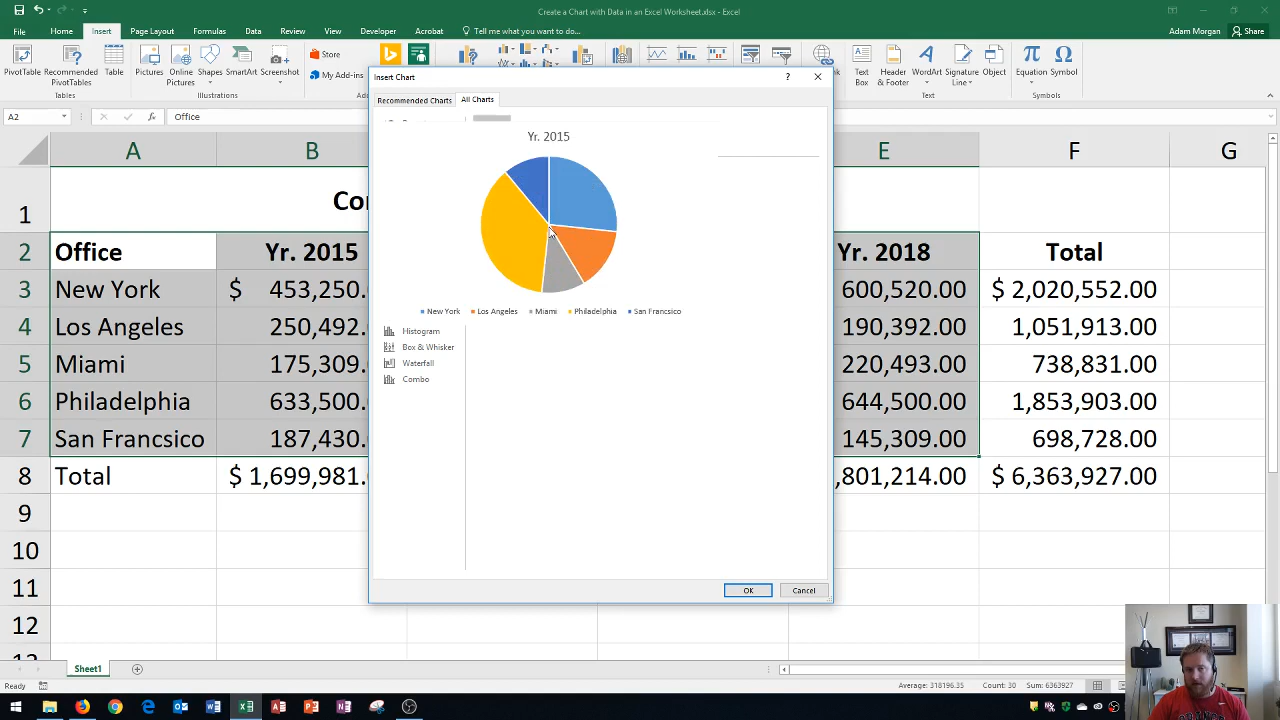 Create a Chart with Data in an Excel Worksheet.xlsx - Excel
File Home Insert Page Layout Formulas Data Review View Developer Acrobat Tell me what you want to do... Adam Morgan Share
PivotTable Recommended PivotTables Table Pictures Online Pictures Shapes SmartArt Screenshot Store My Add-ins Text Box Header & Footer WordArt Signature Line Object Equation Symbol
Tables Illustrations Text Symbols
A2 fx Office
Insert Chart ?
Recommended Charts All Charts
A B E F G
1
2 Office Yr. 2015 Yr. 2018 Total
3 New York $ 453,250. 600,520.00 $ 2,020,552.00
4 Los Angeles 250,492. 190,392.00 1,051,913.00
5 Miami 175,309. 220,493.00 738,831.00
6 Philadelphia 633,500. 644,500.00 1,853,903.00
7 San Francsico 187,430. 145,309.00 698,728.00
8 Total $ 1,699,981. ,801,214.00 $ 6,363,927.00
9
10
11
12
Yr. 2015
New York Los Angeles Miami Philadelphia San Francsico
Histogram
Box & Whisker
Waterfall
Combo
OK Cancel
Sheet1
Ready Average: 318196.35 Count: 30 Sum: 6363927